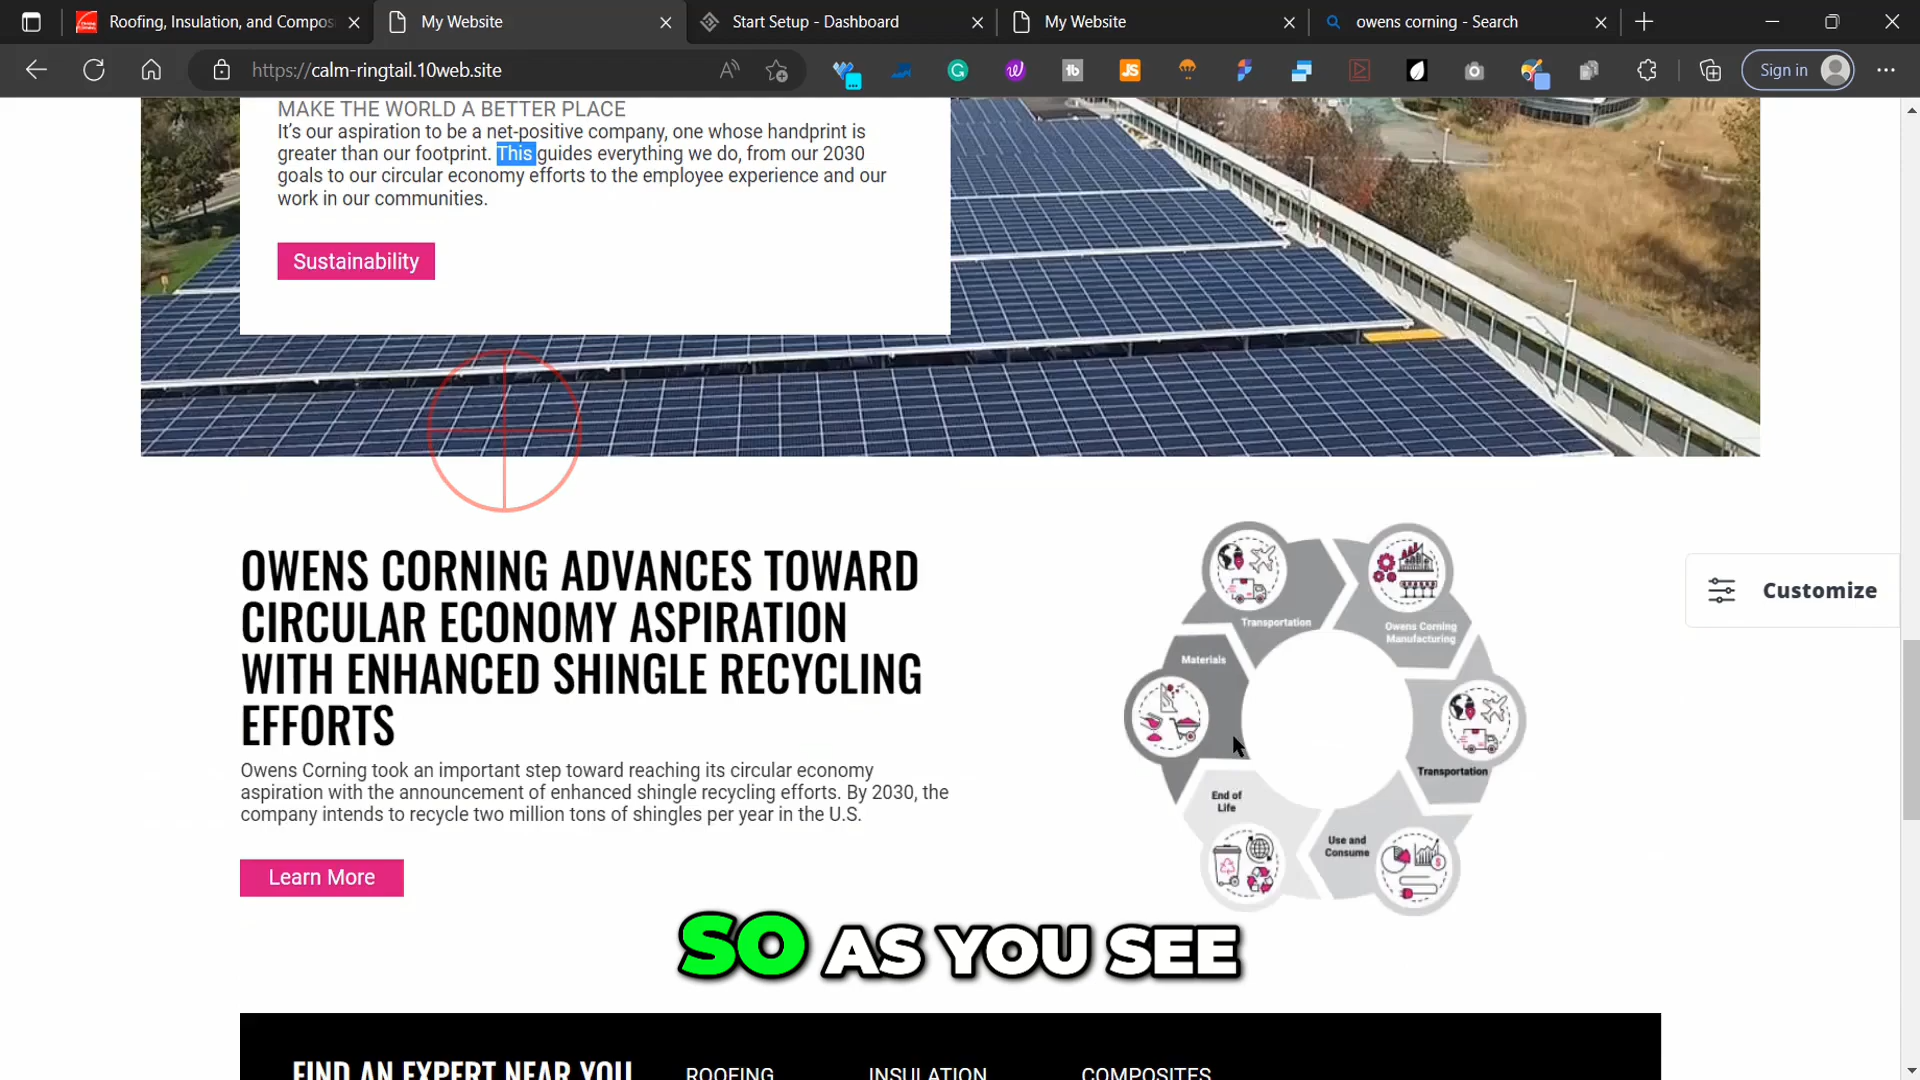 Roofing, Insulation, and Compos
My Website
Start Setup - Dashboard
My Website
owens corning - Search
https://calm-ringtail.10web.site
Sign in
MAKE THE WORLD A BETTER PLACE
It's our aspiration to be a net-positive company, one whose handprint is
greater than our footprint. This guides everything we do, from our 2030
goals to our circular economy efforts to the employee experience and our
work in our communities.
Sustainability
OWENS CORNING ADVANCES TOWARD
CIRCULAR ECONOMY ASPIRATION
WITH ENHANCED SHINGLE RECYCLING
EFFORTS
Owens Corning took an important step toward reaching its circular economy
aspiration with the announcement of enhanced shingle recycling efforts. By 2030, the
company intends to recycle two million tons of shingles per year in the U.S.
Learn More
Transportation
Owens Corning
Manufacturing
Materials
Transportation
End of
Life
Use and
Consume
Customize
SO AS YOU SEE
FIND AN EXPERT NEAR YOU
ROOFING
INSULATION
COMPOSITES